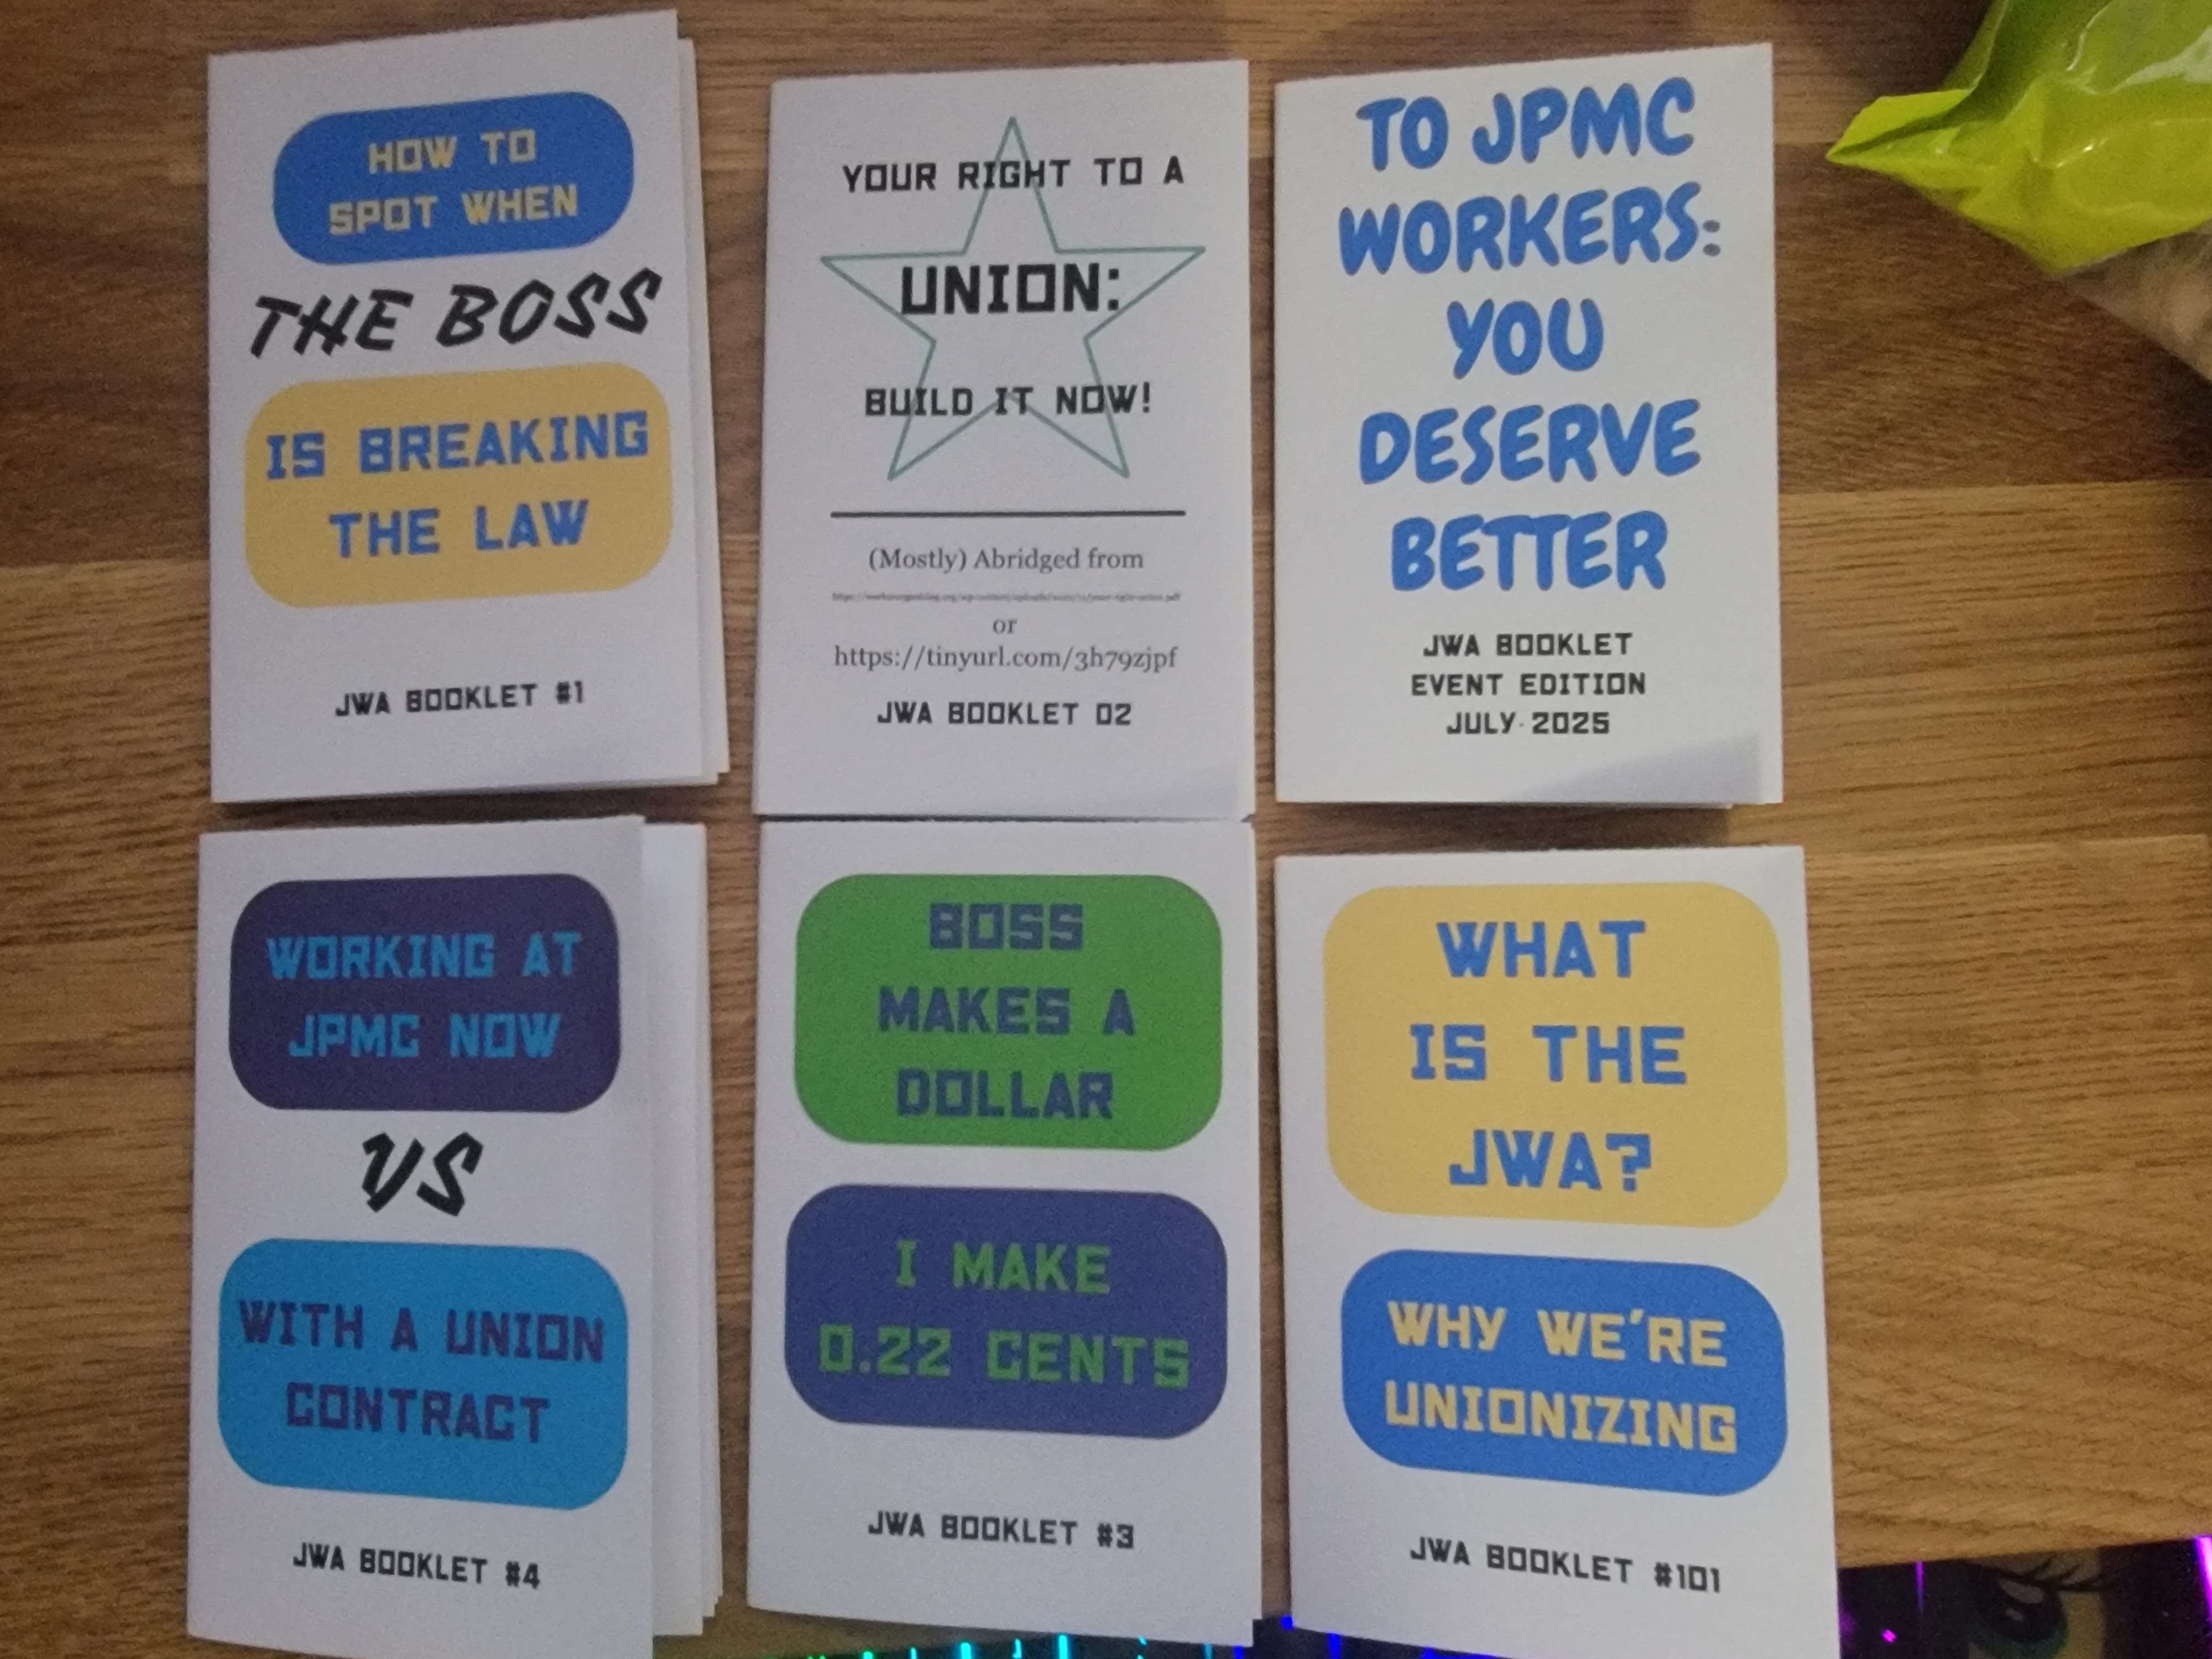 HOW TO
SPOT WHEN
THE BOSS
IS BREAKING
THE LAW
JWA BOOKLET #1
YOUR RIGHT TO A
UNION:
BUILD IT NOW!
(Mostly) Abridged from
or
https://tinyurl.com/3h79zjpf
JWA BOOKLET 02
TO JPMC
WORKERS:
YOU
DESERVE
BETTER
JWA BOOKLET
EVENT EDITION
JULY 2025
WORKING AT
JPMC NOW
VS
WITH A UNION
CONTRACT
JWA BOOKLET #4
BOSS
MAKES A
DOLLAR
I MAKE
0.22 CENTS
JWA BOOKLET #3
WHAT
IS THE
JWA?
WHY WE'RE
UNIONIZING
JWA BOOKLET #101